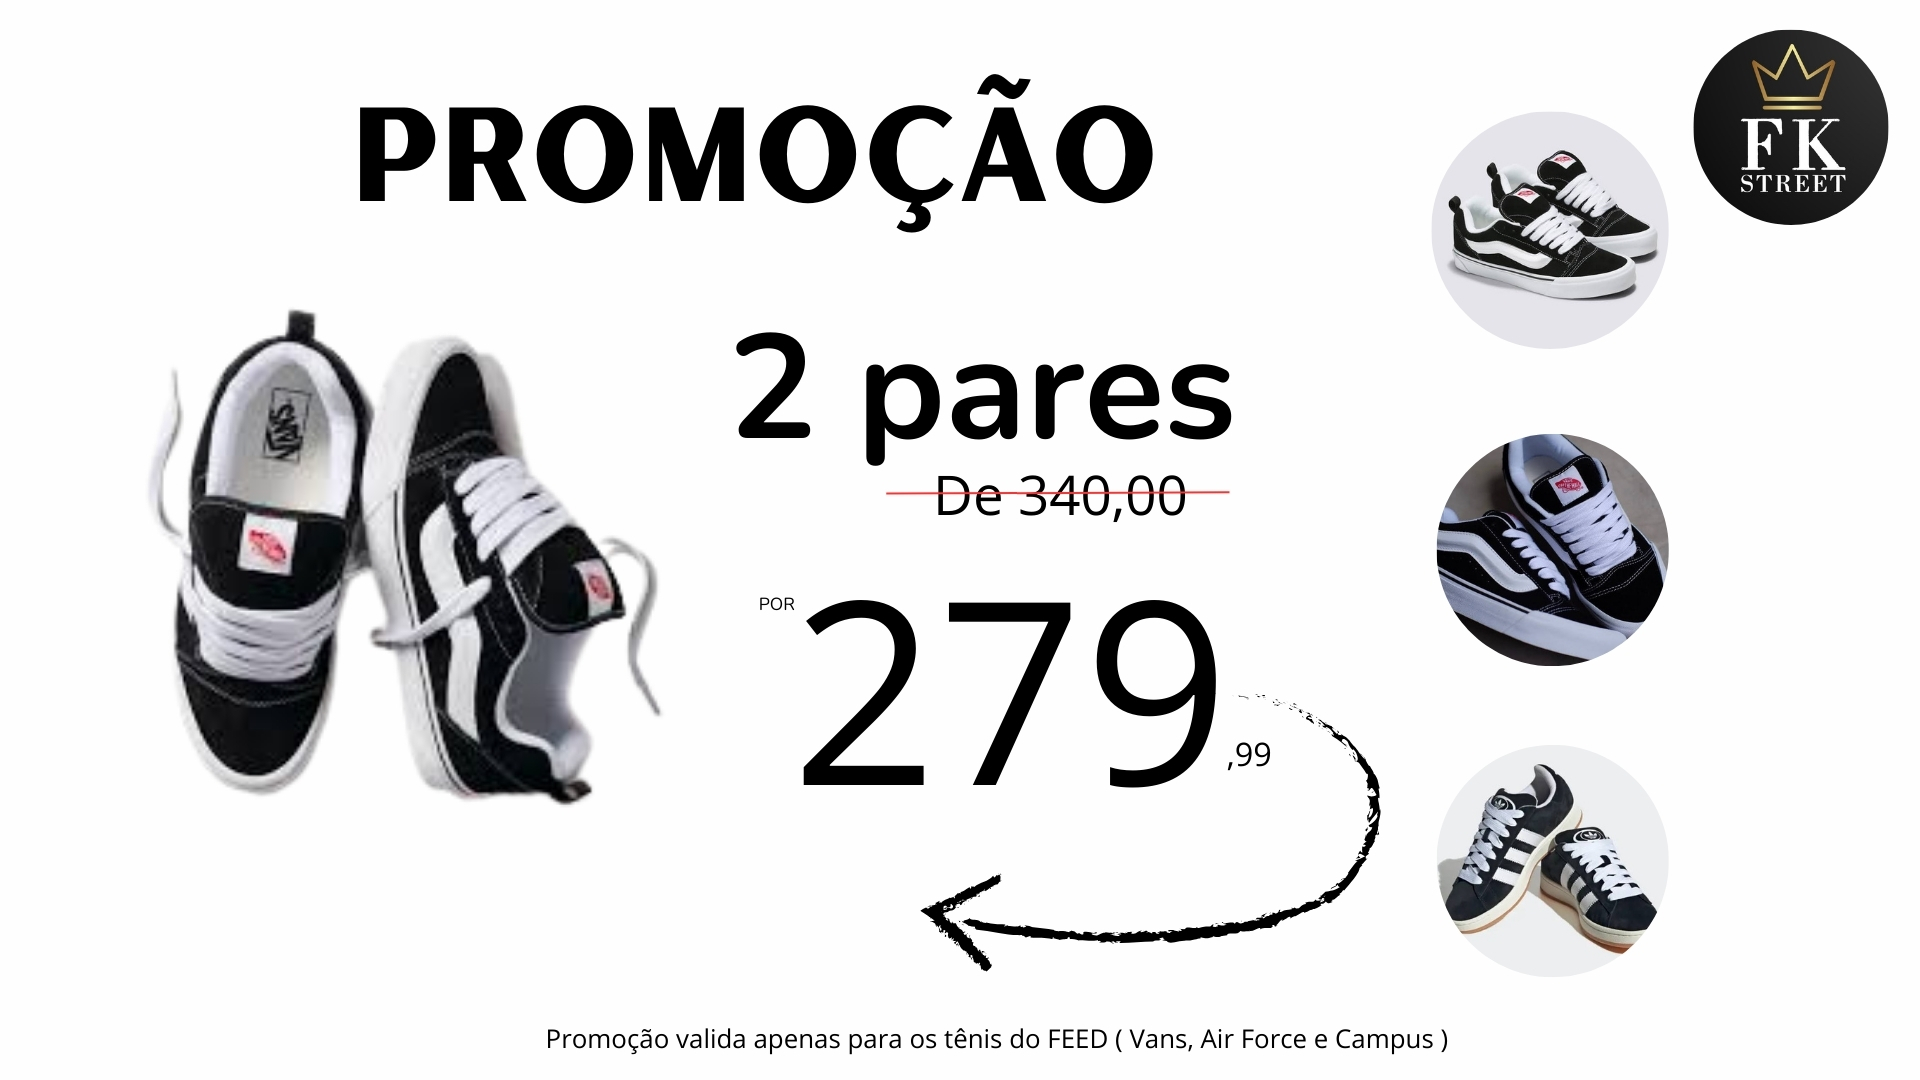 PROMOÇÃO
FK
STREET
2 pares
De 340,00
POR
279
,99
VANS
Promoção valida apenas para os tênis do FEED ( Vans, Air Force e Campus )